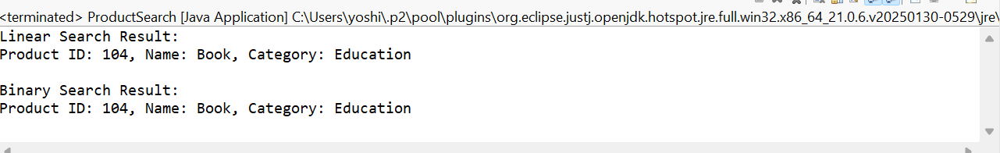 <terminated> ProductSearch [Java Application] C:\Users\yoshi\.p2\pool\plugins\org.eclipse.justj.openjdk.hotspot.jre.full.win32.x86_64_21.0.6.v20250130-0529\jre\
Linear Search Result:
Product ID: 104, Name: Book, Category: Education
Binary Search Result:
Product ID: 104, Name: Book, Category: Education